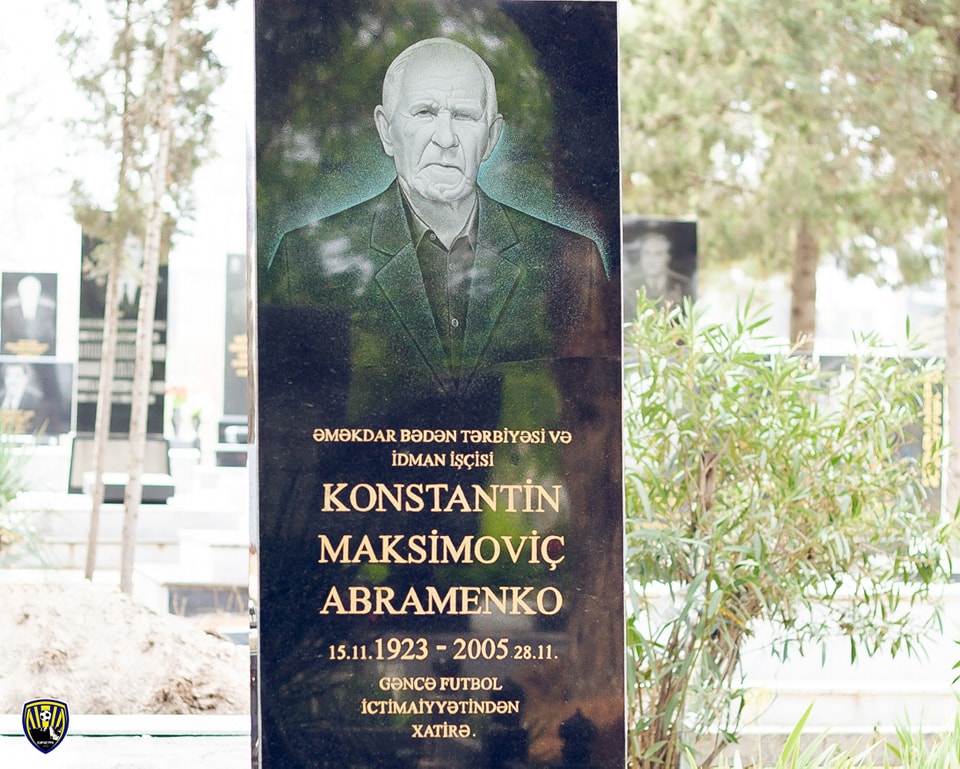 ƏMƏKDAR BƏDƏN TƏRBİYƏSİ VƏ
İDMAN İŞÇİSİ
KONSTANTİN
MAKSİMOVİÇ
ABRAMENKO
15.11.1923 - 2005.28.11.
GƏNCƏ FUTBOL
İCTİMAİYYƏTİNDƏN
XATİRƏ.